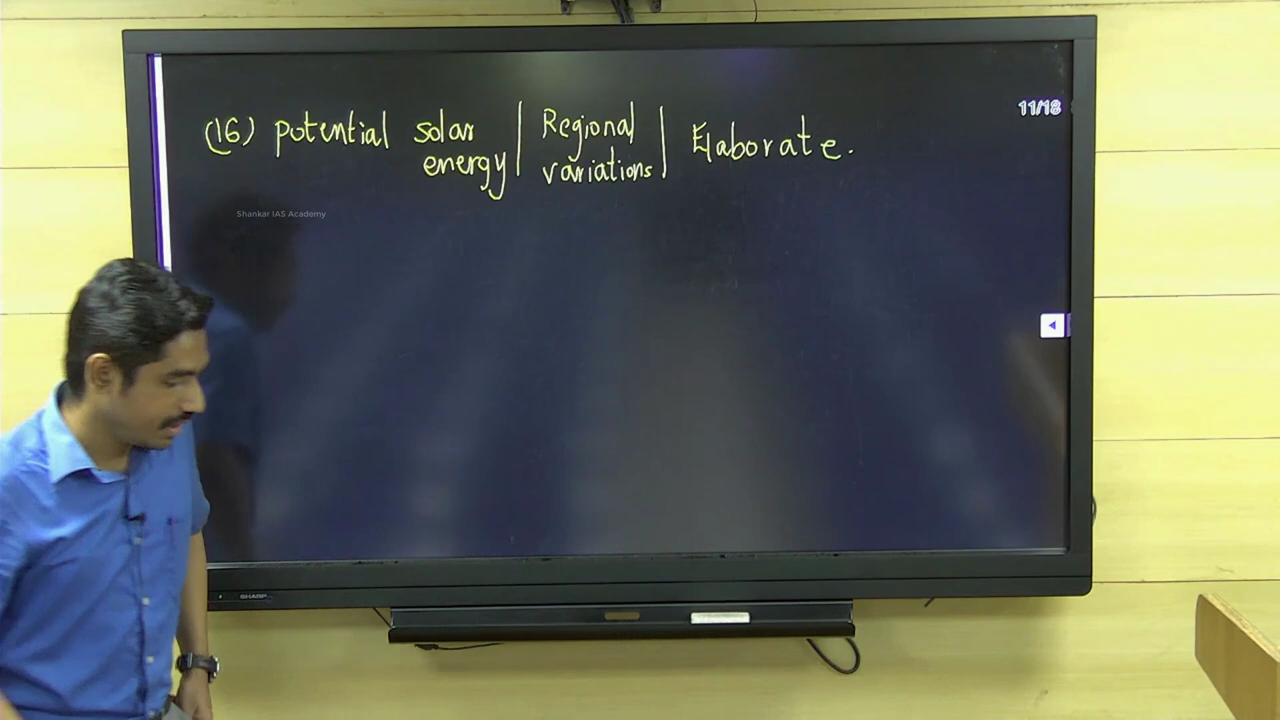 (16) potential solar energy | Regional variations | Elaborate.
11/18
Shankar IAS Academy
SHARP